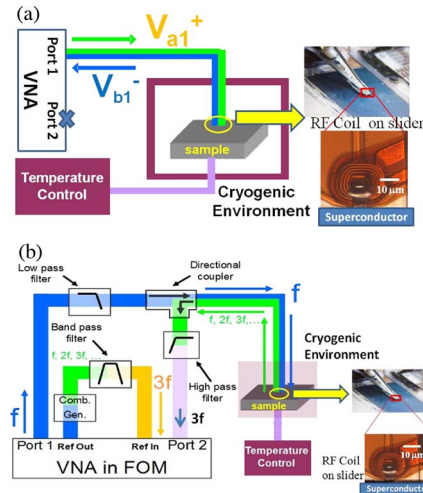 (a)
Port 1
VNA
Port 2
Va1+
Vb1-
sample
Temperature
Control
Cryogenic
Environment
RF Coil on slider
10 μm
Superconductor
(b)
Low pass
filter
Directional
coupler
f
f, 2f, 3f,....
Band pass
filter
f, 2f, 3f, ....
3f
High pass
filter
3f
f
Comb.
Gen.
f
Port 1
Ref Out
Ref In
Port 2
VNA in FOM
Cryogenic
Environment
sample
Temperature
Control
RF Coil
on slider
10 μm
Superconductor